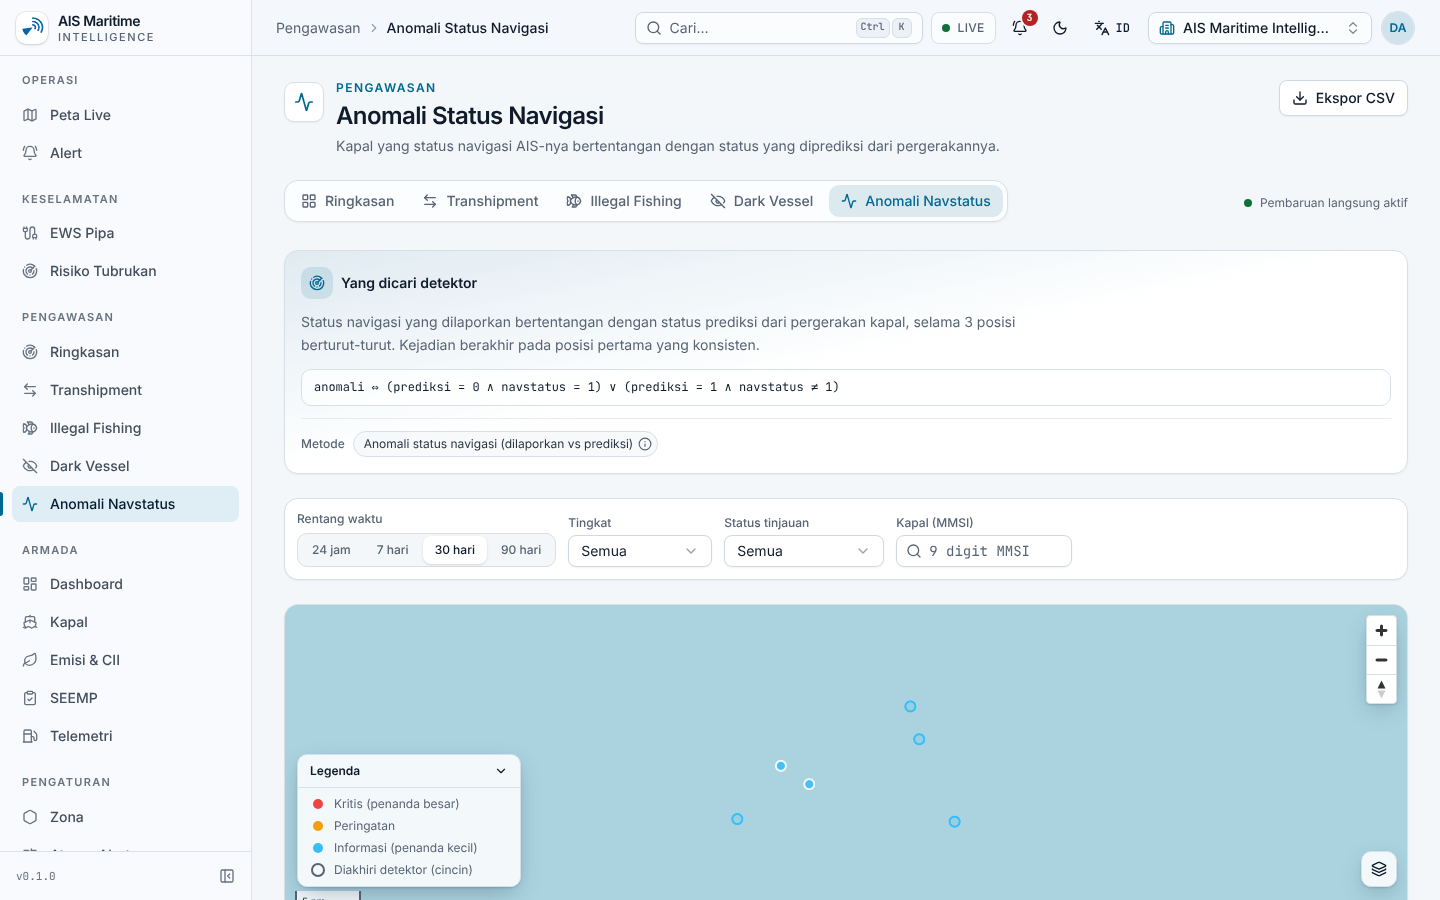 AIS Maritime
INTELLIGENCE
Pengawasan > Anomali Status Navigasi
Cari... Ctrl K
LIVE
3
ID
AIS Maritime Intellig...
DA
OPERASI
Peta Live
Alert
KESELAMATAN
EWS Pipa
Risiko Tubrukan
PENGAWASAN
Ringkasan
Transhipment
Illegal Fishing
Dark Vessel
Anomali Navstatus
ARMADA
Dashboard
Kapal
Emisi & CII
SEEMP
Telemetri
PENGATURAN
Zona
v0.1.0
PENGAWASAN
Anomali Status Navigasi
Kapal yang status navigasi AIS-nya bertentangan dengan status yang diprediksi dari pergerakannya.
Ekspor CSV
Ringkasan Transhipment Illegal Fishing Dark Vessel Anomali Navstatus
Pembaruan langsung aktif
Yang dicari detektor
Status navigasi yang dilaporkan bertentangan dengan status prediksi dari pergerakan kapal, selama 3 posisi
berturut-turut. Kejadian berakhir pada posisi pertama yang konsisten.
anomali ⇔ (prediksi = 0 ∧ navstatus = 1) ∨ (prediksi = 1 ∧ navstatus ≠ 1)
Metode Anomali status navigasi (dilaporkan vs prediksi)
Rentang waktu
24 jam 7 hari 30 hari 90 hari
Tingkat
Semua
Status tinjauan
Semua
Kapal (MMSI)
9 digit MMSI
Legenda
Kritis (penanda besar)
Peringatan
Informasi (penanda kecil)
Diakhiri detektor (cincin)